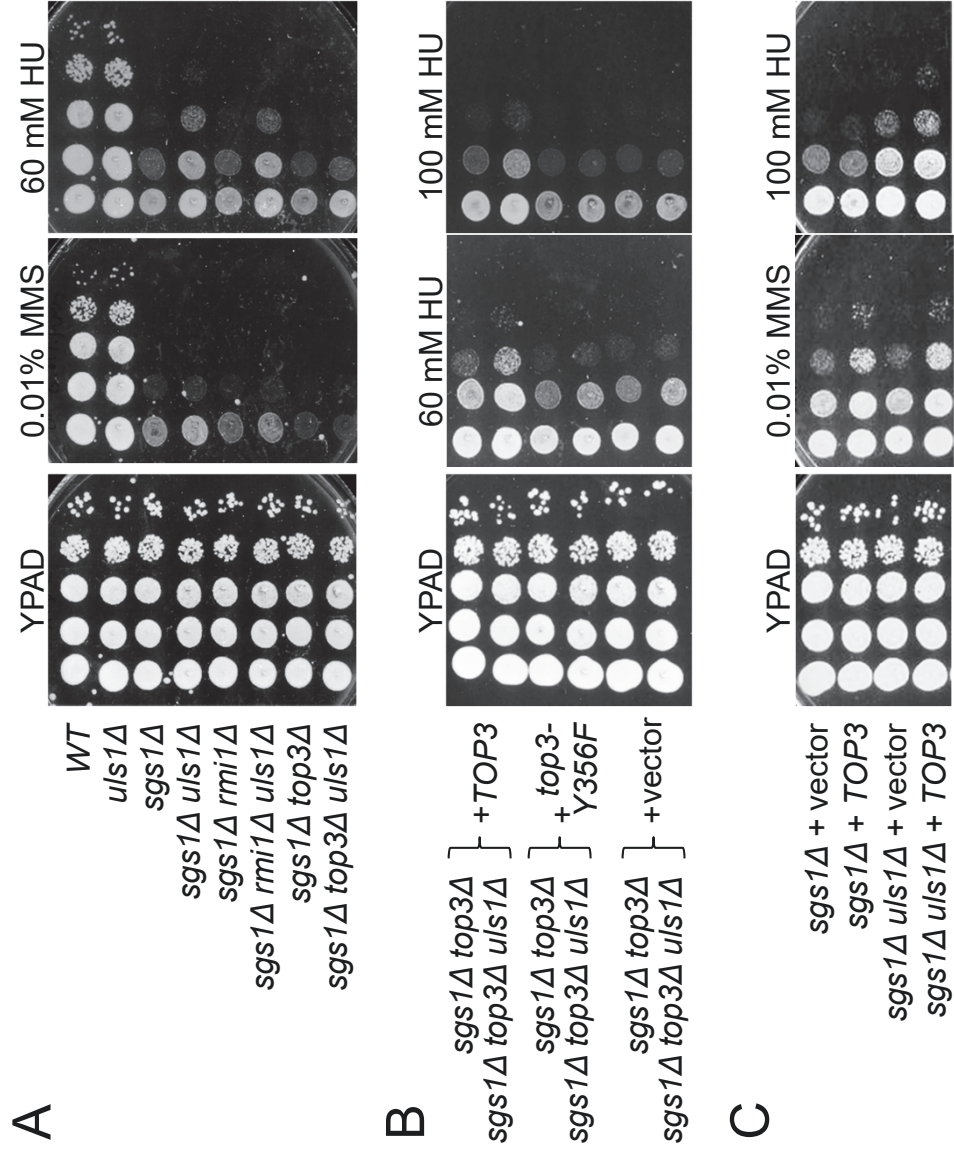 A
YPAD
0.01% MMS
60 mM HU
WT
uls1Δ
sgs1Δ
sgs1Δ uls1Δ
sgs1Δ rmi1Δ
sgs1Δ rmi1Δ uls1Δ
sgs1Δ top3Δ
sgs1Δ top3Δ uls1Δ
B
YPAD
60 mM HU
100 mM HU
sgs1Δ top3Δ
sgs1Δ top3Δ uls1Δ
+TOP3
sgs1Δ top3Δ
sgs1Δ top3Δ uls1Δ
+ top3-
Y356F
sgs1Δ top3Δ
sgs1Δ top3Δ uls1Δ
+vector
C
YPAD
0.01% MMS
100 mM HU
sgs1Δ + vector
sgs1Δ + TOP3
sgs1Δ uls1Δ + vector
sgs1Δ uls1Δ + TOP3